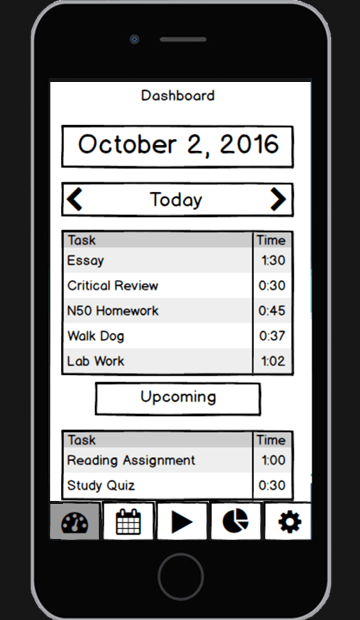 Dashboard
October 2, 2016
Today
Task Time
Essay 1:30
Critical Review 0:30
N50 Homework 0:45
Walk Dog 0:37
Lab Work 1:02
Upcoming
Task Time
Reading Assignment 1:00
Study Quiz 0:30